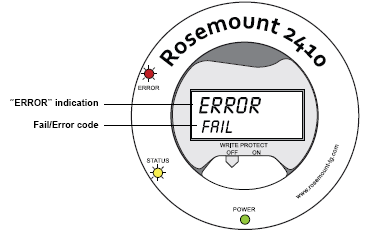 Rosemount 2410
ERROR
"ERROR" indication
Fail/Error code
ERROR
FAIL
WRITE PROTECT
OFF ON
STATUS
www.rosemount-tg.com
POWER